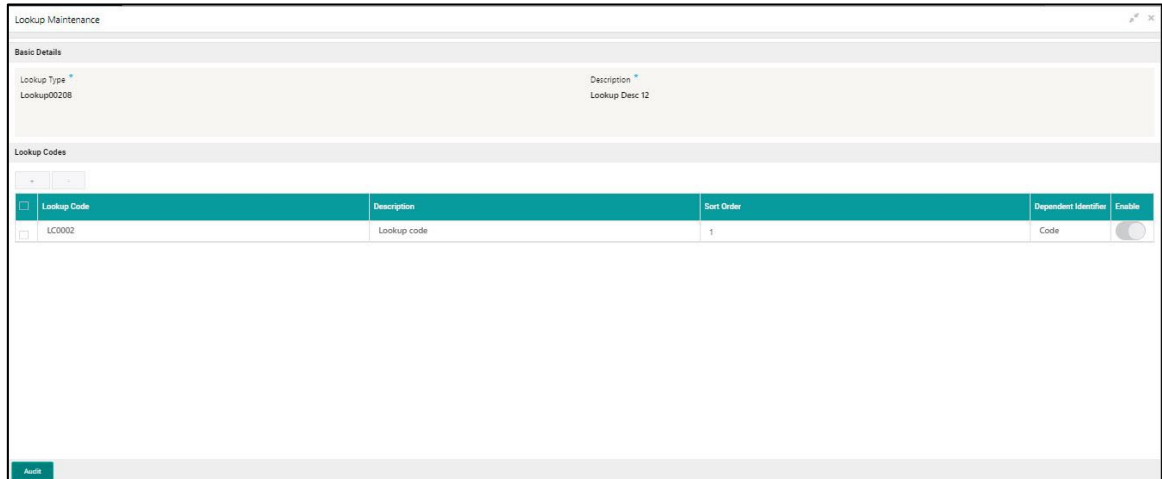 Lookup Maintenance
Basic Details
Lookup Type * Description *
Lookup00208 Lookup Desc 12
Lookup Codes
+ -
Lookup Code Description Sort Order Dependent Identifier Enable
LC0002 Lookup code 1 Code
Audit